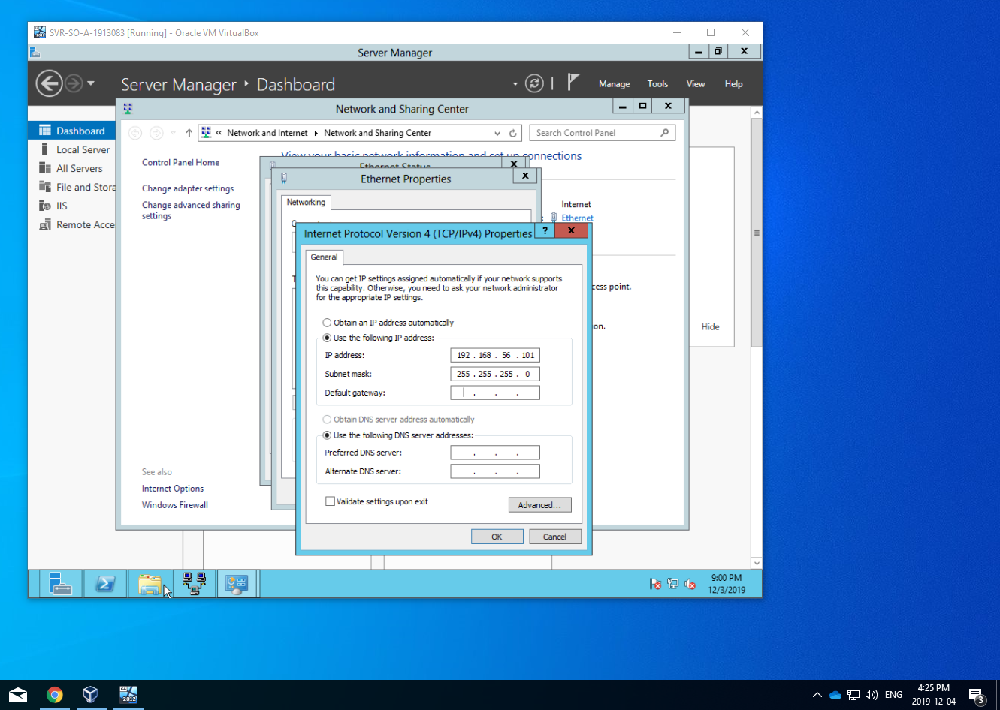 SVR-SO-A-1913083 [Running] - Oracle VM VirtualBox
Server Manager
Server Manager
Dashboard
Manage
Tools
View
Help
Network and Sharing Center
Dashboard
Local Server
All Servers
File and Stora
IIS
Remote Acce
« Network and Internet
Network and Sharing Center
Search Control Panel
Control Panel Home
Change adapter settings
Change advanced sharing
settings
View your basic network information and set up connections
Ethernet Status
Ethernet Properties
Networking
Internet
Ethernet
cess point.
on.
Hide
Internet Protocol Version 4 (TCP/IPv4) Properties
General
You can get IP settings assigned automatically if your network supports
this capability. Otherwise, you need to ask your network administrator
for the appropriate IP settings.
Obtain an IP address automatically
Use the following IP address:
IP address:
192 . 168 . 56 . 101
Subnet mask:
255 . 255 . 255 . 0
Default gateway:
. . .
Obtain DNS server address automatically
Use the following DNS server addresses:
Preferred DNS server:
. . .
Alternate DNS server:
. . .
Validate settings upon exit
Advanced...
OK
Cancel
See also
Internet Options
Windows Firewall
9:00 PM
12/3/2019
2012
ENG
4:25 PM
2019-12-04
3